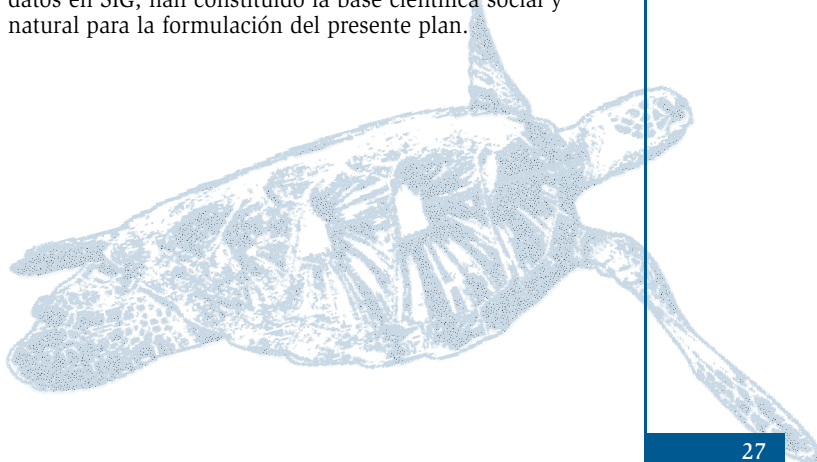 datos en SIG, han constituido la base científica social y
natural para la formulación del presente plan.
27